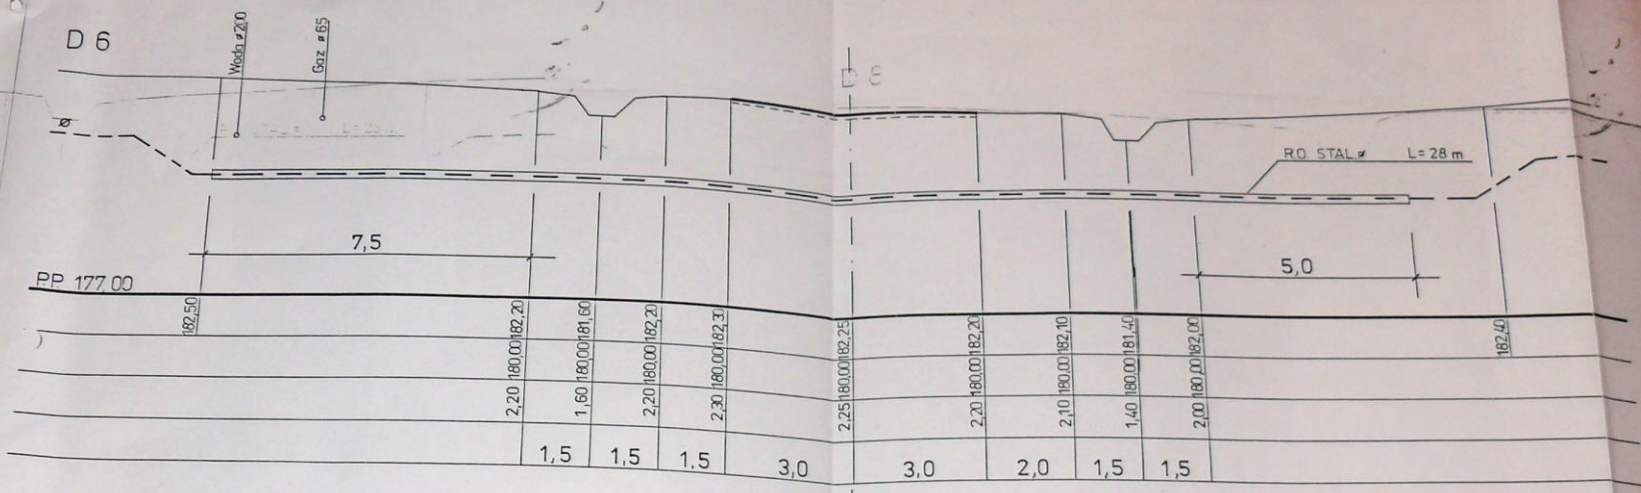 D 6
Woda ø200
Gaz ø65
D 8
ø
R.O. STAL ø L=28 m
7,5
5,0
P.P. 177,00
182,50 182,20 181,60 182,20 182,30 182,25 182,20 182,10 181,40 182,00 182,40
180,00 180,00 180,00 180,00 180,00 180,00 180,00 180,00 180,00
2,20 1,60 2,20 2,30 2,25 2,20 2,10 1,40 2,00
1,5 1,5 1,5 3,0 3,0 2,0 1,5 1,5